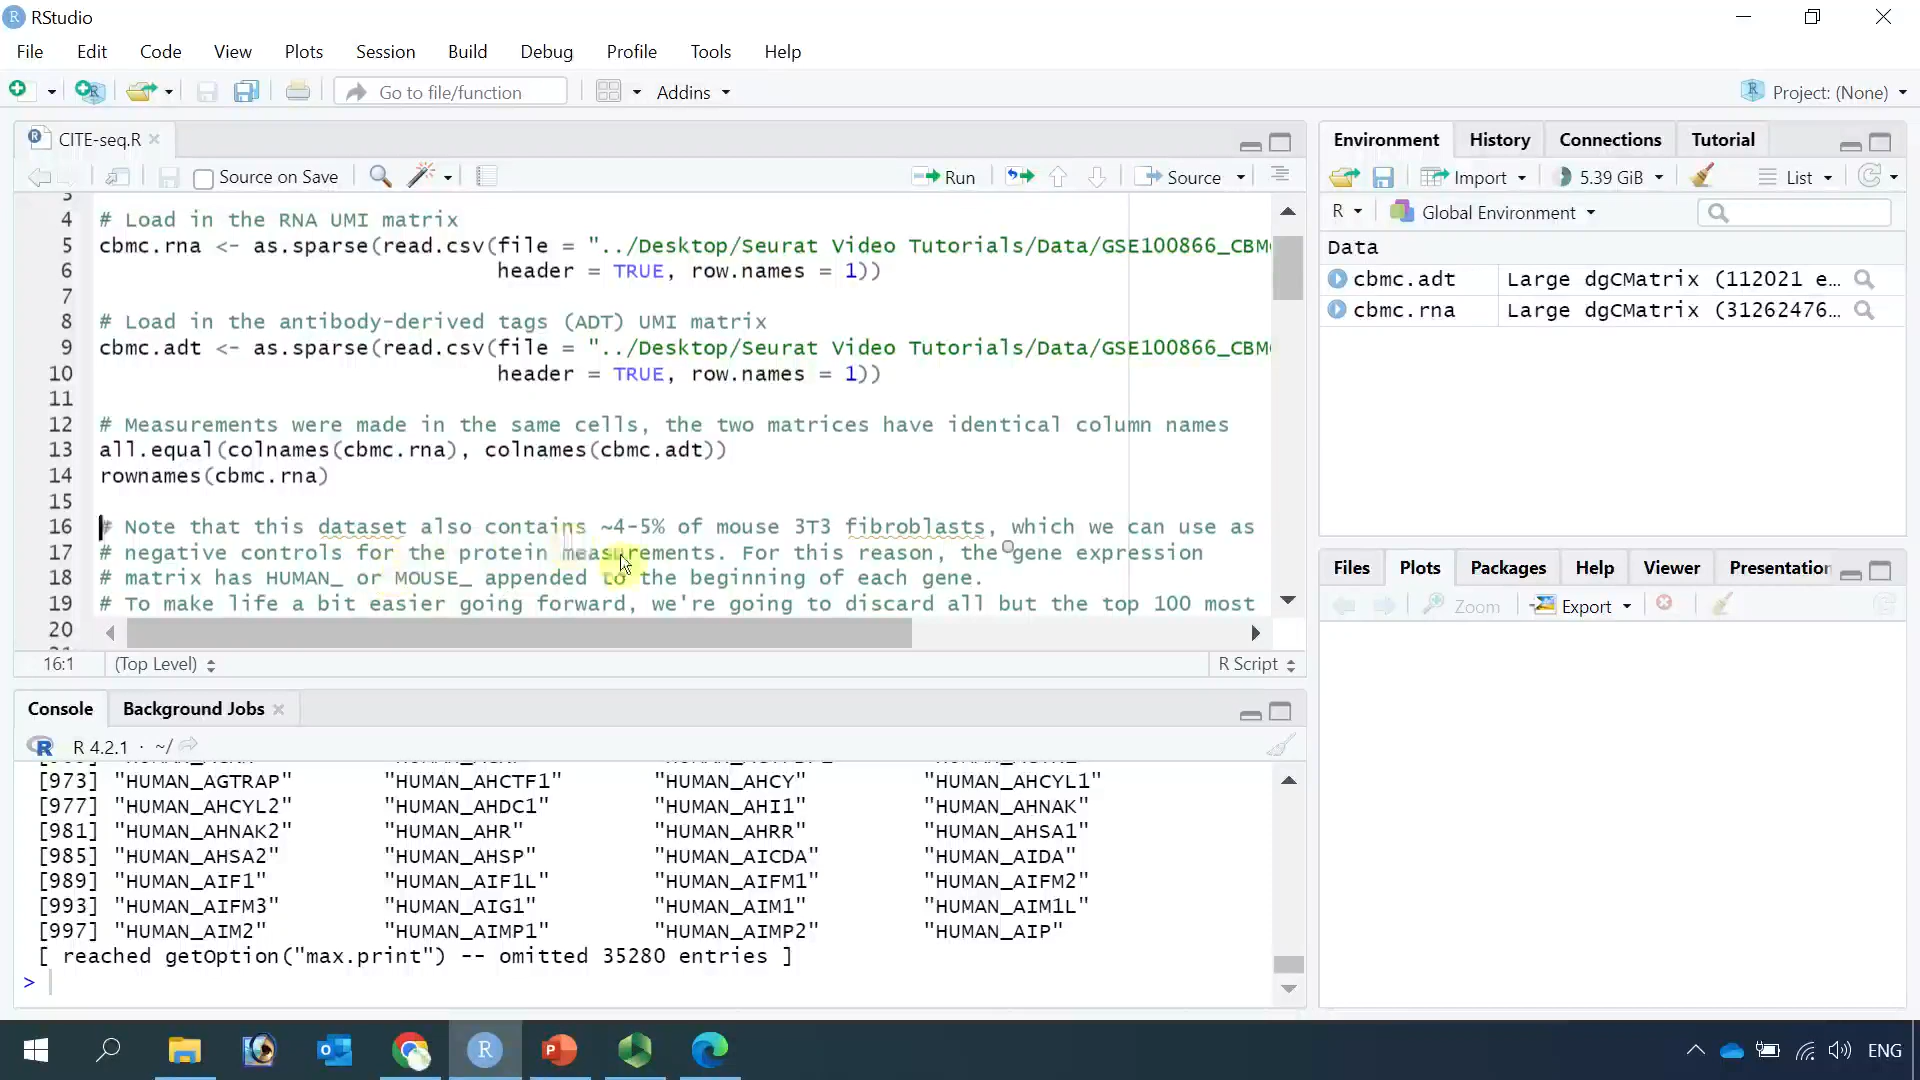 RStudio
File Edit Code View Plots Session Build Debug Profile Tools Help
Go to file/function
Addins
Project: (None)
CITE-seq.R
Source on Save
Run
Source
4 # Load in the RNA UMI matrix
5 cbmc.rna <- as.sparse(read.csv(file = "../Desktop/Seurat Video Tutorials/Data/GSE100866_CBM
6 header = TRUE, row.names = 1))
7
8 # Load in the antibody-derived tags (ADT) UMI matrix
9 cbmc.adt <- as.sparse(read.csv(file = "../Desktop/Seurat Video Tutorials/Data/GSE100866_CBM
10 header = TRUE, row.names = 1))
11
12 # Measurements were made in the same cells, the two matrices have identical column names
13 all.equal(colnames(cbmc.rna), colnames(cbmc.adt))
14 rownames(cbmc.rna)
15
16 # Note that this dataset also contains ~4-5% of mouse 3T3 fibroblasts, which we can use as
17 # negative controls for the protein measurements. For this reason, the gene expression
18 # matrix has HUMAN_ or MOUSE_ appended to the beginning of each gene.
19 # To make life a bit easier going forward, we're going to discard all but the top 100 most
20
16:1 (Top Level) R Script
Console Background Jobs
R 4.2.1 · ~/
[973] "HUMAN_AGTRAP" "HUMAN_AHCTF1" "HUMAN_AHCY" "HUMAN_AHCYL1"
[977] "HUMAN_AHCYL2" "HUMAN_AHDC1" "HUMAN_AHI1" "HUMAN_AHNAK"
[981] "HUMAN_AHNAK2" "HUMAN_AHR" "HUMAN_AHRR" "HUMAN_AHSA1"
[985] "HUMAN_AHSA2" "HUMAN_AHSP" "HUMAN_AICDA" "HUMAN_AIDA"
[989] "HUMAN_AIF1" "HUMAN_AIF1L" "HUMAN_AIFM1" "HUMAN_AIFM2"
[993] "HUMAN_AIFM3" "HUMAN_AIG1" "HUMAN_AIM1" "HUMAN_AIM1L"
[997] "HUMAN_AIM2" "HUMAN_AIMP1" "HUMAN_AIMP2" "HUMAN_AIP"
[ reached getOption("max.print") -- omitted 35280 entries ]
>
Environment History Connections Tutorial
Import 5.39 GiB List
R Global Environment
Data
cbmc.adt Large dgCMatrix (112021 e...
cbmc.rna Large dgCMatrix (31262476...
Files Plots Packages Help Viewer Presentation
Zoom Export
ENG